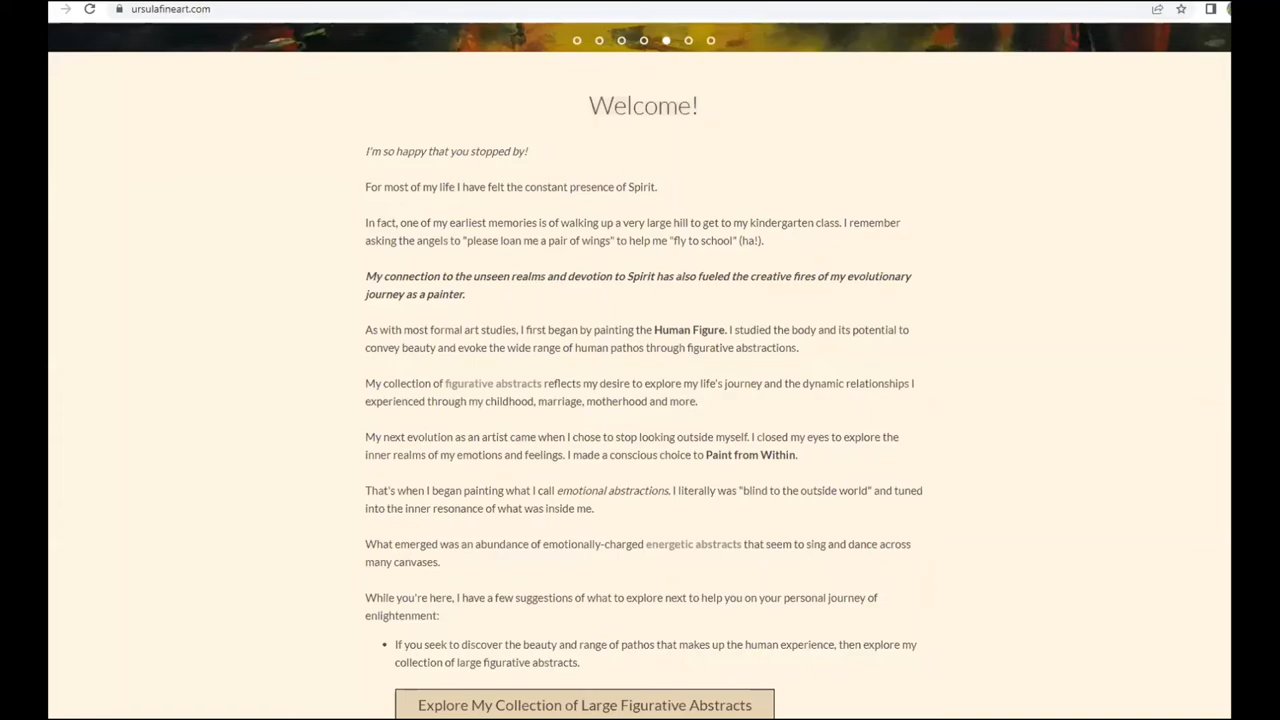 ursulafineart.com
Welcome!
I'm so happy that you stopped by!
For most of my life I have felt the constant presence of Spirit.
In fact, one of my earliest memories is of walking up a very large hill to get to my kindergarten class. I remember
asking the angels to "please loan me a pair of wings" to help me "fly to school" (ha!).
My connection to the unseen realms and devotion to Spirit has also fueled the creative fires of my evolutionary
journey as a painter.
As with most formal art studies, I first began by painting the Human Figure. I studied the body and its potential to
convey beauty and evoke the wide range of human pathos through figurative abstractions.
My collection of figurative abstracts reflects my desire to explore my life's journey and the dynamic relationships I
experienced through my childhood, marriage, motherhood and more.
My next evolution as an artist came when I chose to stop looking outside myself. I closed my eyes to explore the
inner realms of my emotions and feelings. I made a conscious choice to Paint from Within.
That's when I began painting what I call emotional abstractions. I literally was "blind to the outside world" and tuned
into the inner resonance of what was inside me.
What emerged was an abundance of emotionally-charged energetic abstracts that seem to sing and dance across
many canvases.
While you're here, I have a few suggestions of what to explore next to help you on your personal journey of
enlightenment:
• If you seek to discover the beauty and range of pathos that makes up the human experience, then explore my
collection of large figurative abstracts.
Explore My Collection of Large Figurative Abstracts